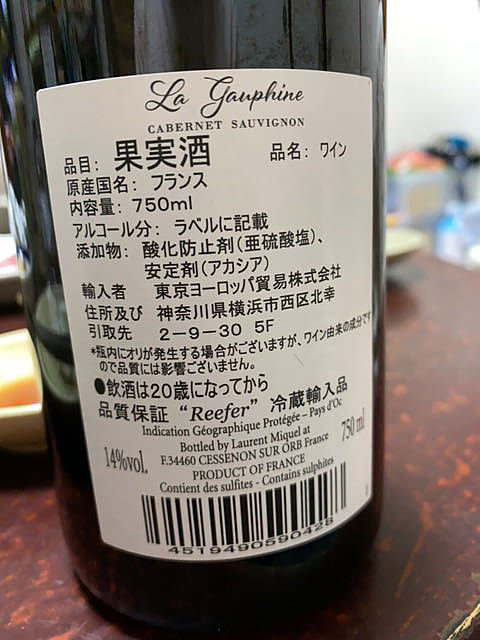 La Gauphine
CABERNET SAUVIGNON
品目: 果実酒 品名: ワイン
原産国名: フランス
内容量: 750ml
アルコール分: ラベルに記載
添加物: 酸化防止剤(亜硫酸塩)、
安定剤(アカシア)
輸入者 東京ヨーロッパ貿易株式会社
住所及び 神奈川県横浜市西区北幸
引取先 2-9-30 5F
*瓶内にオリが発生する場合がございますが、ワイン由来の成分です
ので品質には影響ございません。
●飲酒は20歳になってから
品質保証 “Reefer” 冷蔵輸入品
Indication Géographique Protégée – Pays d'Oc
Bottled by Laurent Miquel at
F.34460 CESSENON SUR ORB France
14%vol. 750 ml
PRODUCT OF FRANCE
Contient des sulfites - Contains sulphites
4519490590428